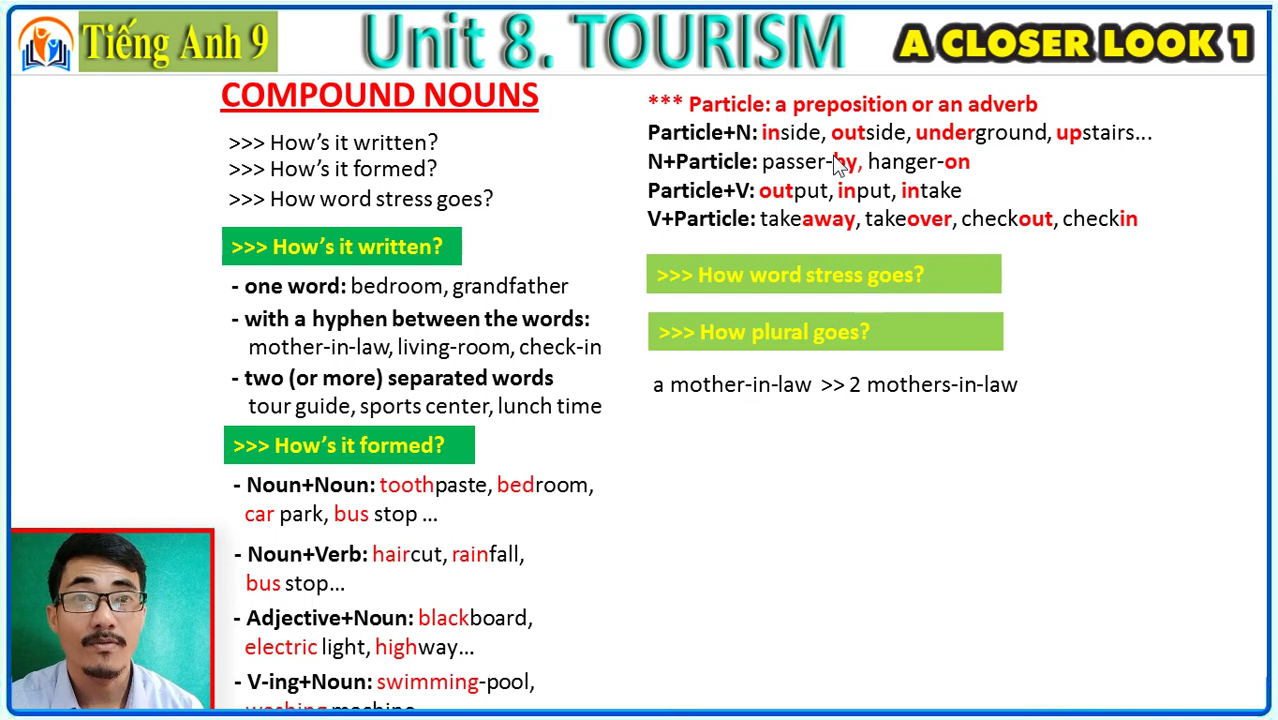 Tiếng Anh 9
Unit 8. TOURISM
A CLOSER LOOK 1
COMPOUND NOUNS
>>> How's it written?
>>> How's it formed?
>>> How word stress goes?
>>> How's it written?
- one word: bedroom, grandfather
- with a hyphen between the words:
mother-in-law, living-room, check-in
- two (or more) separated words
tour guide, sports center, lunch time
>>> How's it formed?
- Noun+Noun: toothpaste, bedroom,
car park, bus stop ...
- Noun+Verb: haircut, rainfall,
bus stop...
- Adjective+Noun: blackboard,
electric light, highway...
- V-ing+Noun: swimming-pool,
washing machine
*** Particle: a preposition or an adverb
Particle+N: inside, outside, underground, upstairs...
N+Particle: passer-by, hanger-on
Particle+V: output, input, intake
V+Particle: takeaway, takeover, checkout, checkin
>>> How word stress goes?
>>> How plural goes?
a mother-in-law >> 2 mothers-in-law